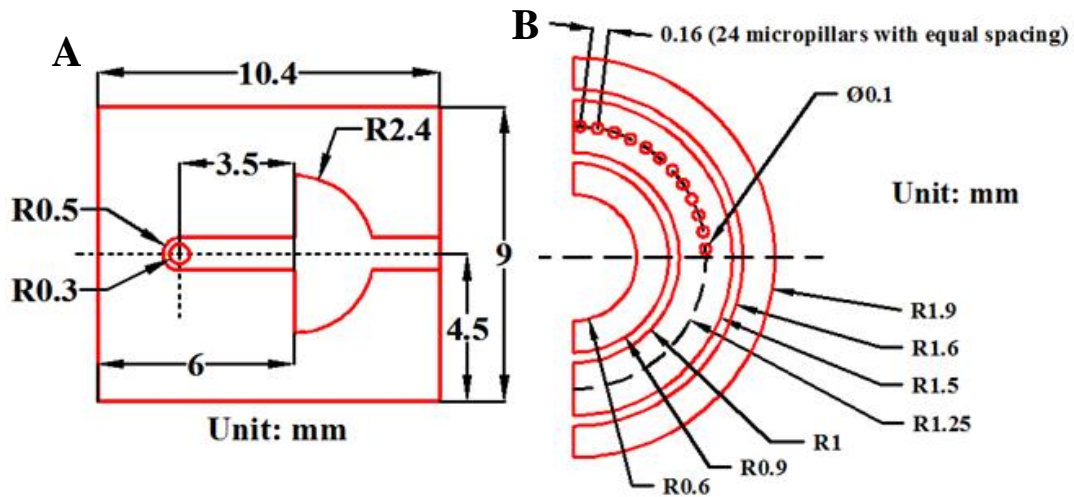 A
10.4
R2.4
3.5
R0.5
R0.3
9
4.5
6
Unit: mm
B
0.16 (24 micropillars with equal spacing)
Ø0.1
Unit: mm
R1.9
R1.6
R1.5
R1.25
R1
R0.9
R0.6